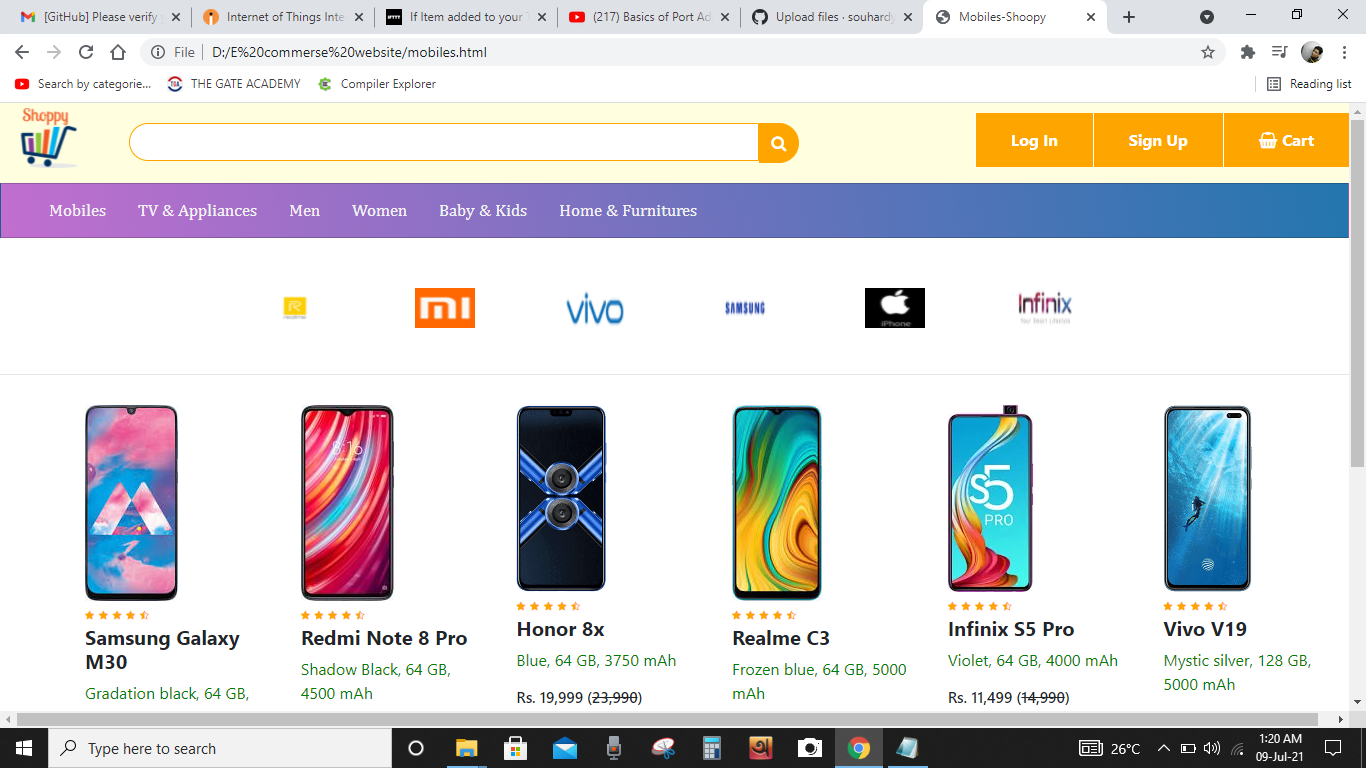 [GitHub] Please verify
Internet of Things Inte
If Item added to your
(217) Basics of Port Ad
Upload files · souhardy
Mobiles-Shoopy
File
D:/E%20commerse%20website/mobiles.html
Search by categorie...
THE GATE ACADEMY
Compiler Explorer
Reading list
Shoppy
Log In
Sign Up
Cart
Mobiles
TV & Appliances
Men
Women
Baby & Kids
Home & Furnitures
mi
vivo
SAMSUNG
iPhone
Infinix
8:16
S5
PRO
Samsung Galaxy
M30
Gradation black, 64 GB,
Redmi Note 8 Pro
Shadow Black, 64 GB,
4500 mAh
Honor 8x
Blue, 64 GB, 3750 mAh
Rs. 19,999 (23,990)
Realme C3
Frozen blue, 64 GB, 5000
mAh
Infinix S5 Pro
Violet, 64 GB, 4000 mAh
Rs. 11,499 (14,990)
Vivo V19
Mystic silver, 128 GB,
5000 mAh
Type here to search
26°C
1:20 AM
09-Jul-21